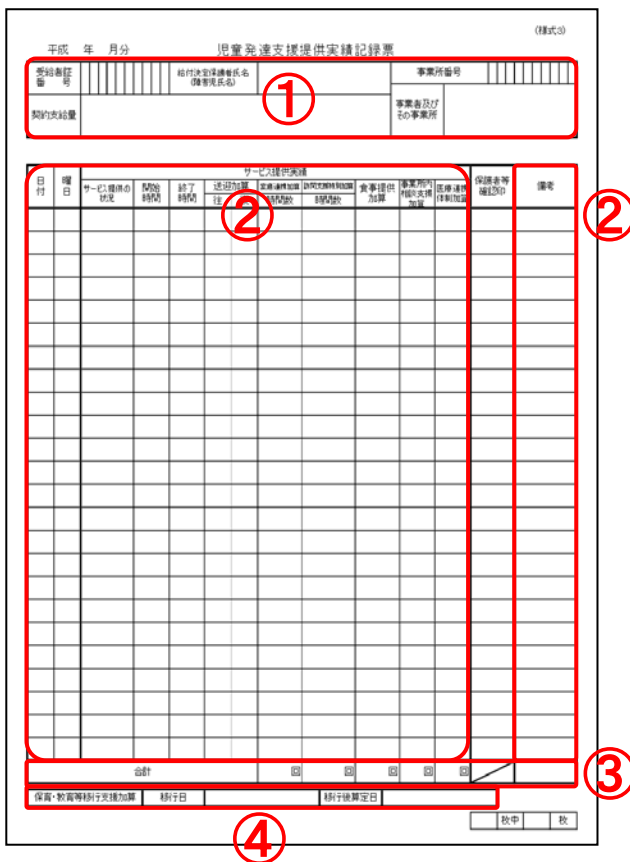 (様式3)
平成 年 月分 児童発達支援提供実績記録票
受給者証番号 給付決定保護者氏名(障害児氏名) 事業所番号
①
契約支給量 事業者及びその事業所
日付 曜日 サービス提供実績 保護者等確認印 備考
サービス提供の状況 開始時間 終了時間 送迎加算 家庭連携加算 訪問支援特別加算 食事提供加算 事業所内相談支援加算 医療連携体制加算
往 時間数 時間数
② ②
合計 回 回 回 回 回
③
保育・教育等移行支援加算 移行日 移行後算定日
④
枚中 枚